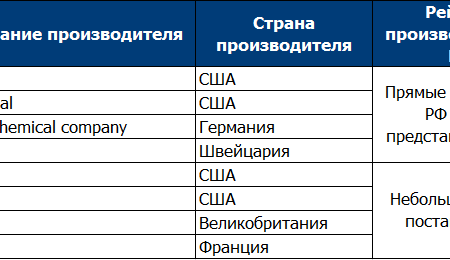 ание производителя
Страна
производителя
Рей
производ
США
al
США
hemical company
Германия
Швейцария
Прямые
РФ
представ
США
США
Великобритания
Франция
Неболь
поста